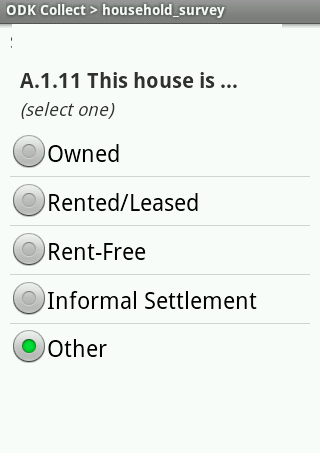 ODK Collect > household_survey
A.1.11 This house is ...
(select one)
Owned
Rented/Leased
Rent-Free
Informal Settlement
Other